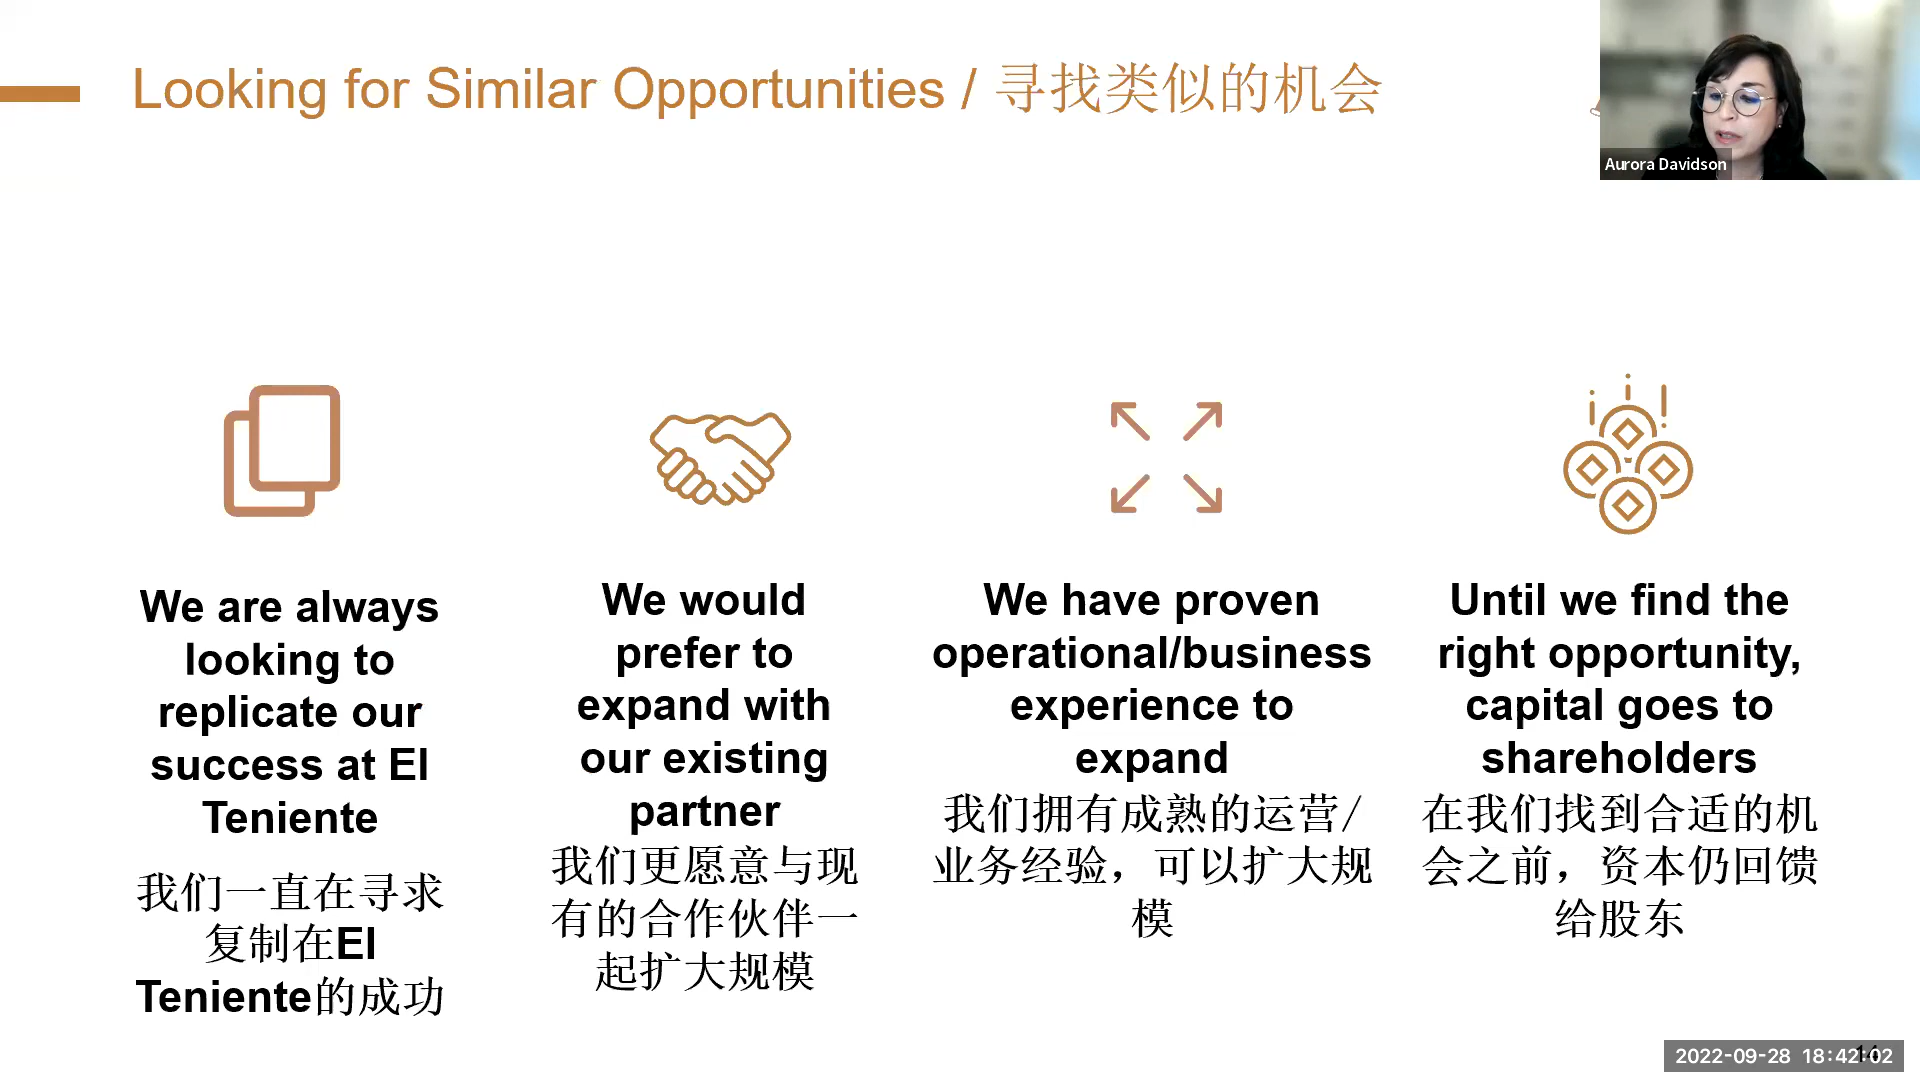 Looking for Similar Opportunities / 寻找类似的机会
Aurora Davidson
We are always
looking to
replicate our
success at El
Teniente
我们一直在寻求
复制在El
Teniente的成功
We would
prefer to
expand with
our existing
partner
我们更愿意与现
有的合作伙伴一
起扩大规模
We have proven
operational/business
experience to
expand
我们拥有成熟的运营/
业务经验，可以扩大规
模
Until we find the
right opportunity,
capital goes to
shareholders
在我们找到合适的机
会之前，资本仍回馈
给股东
2022-09-28 18:42:02